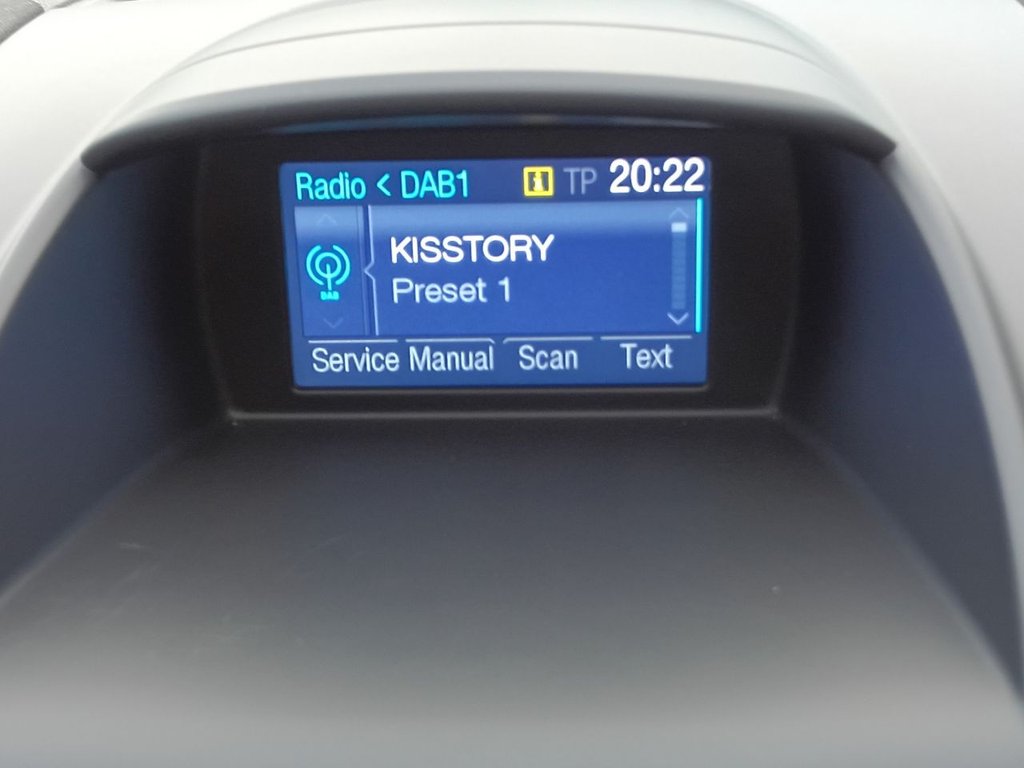 Radio < DAB1 TP 20:22
DAB
KISSTORY
Preset 1
Service Manual Scan Text